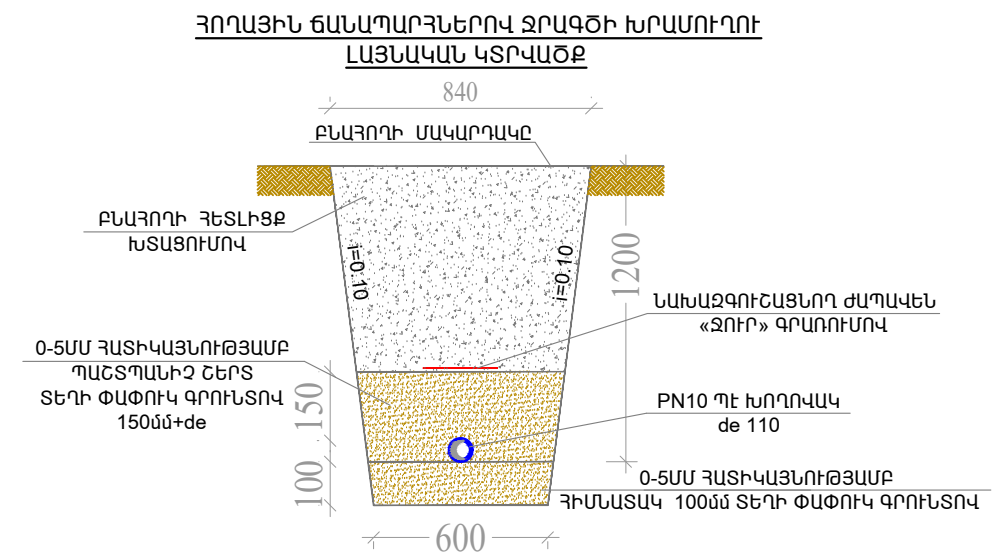 ՀՈՂԱՅԻՆ ՃԱՆԱՊԱՐՀՆԵՐՈՎ ՋՐԱԳԾԻ ԽՐԱՄՈՒՂՈՒ
ԼԱՅՆԱԿԱՆ ԿՏՐՎԱԾՔ
840
ԲՆԱՀՈՂԻ ՄԱԿԱՐԴԱԿԸ
ԲՆԱՀՈՂԻ ՀԵՏԼԻՑՔ
ԽՏԱՑՈՒՄՈՎ
i=0.10
i=0.10
1200
ՆԱԽԱԶԳՈՒՇԱՑՆՈՂ ԺԱՊԱՎԵՆ
«ՋՈՒՐ» ԳՐԱՌՈՒՄՈՎ
0-5ՄՄ ՀԱՏԻԿԱՅՆՈՒԹՅԱՄԲ
ՊԱՇՏՊԱՆԻՉ ՇԵՐՏ
ՏԵՂԻ ՓԱՓՈՒԿ ԳՐՈՒՆՏՈՎ
150մմ+de
150
PN10 ՊԷ ԽՈՂՈՎԱԿ
de 110
100
0-5ՄՄ ՀԱՏԻԿԱՅՆՈՒԹՅԱՄԲ
ՀԻՄՆԱՏԱԿ 100մմ ՏԵՂԻ ՓԱՓՈՒԿ ԳՐՈՒՆՏՈՎ
600